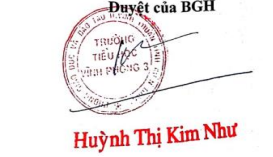 Duyệt của BGH
TRƯỜNG
TIỂU HỌC
VĨNH PHONG 3
Huỳnh Thị Kim Như